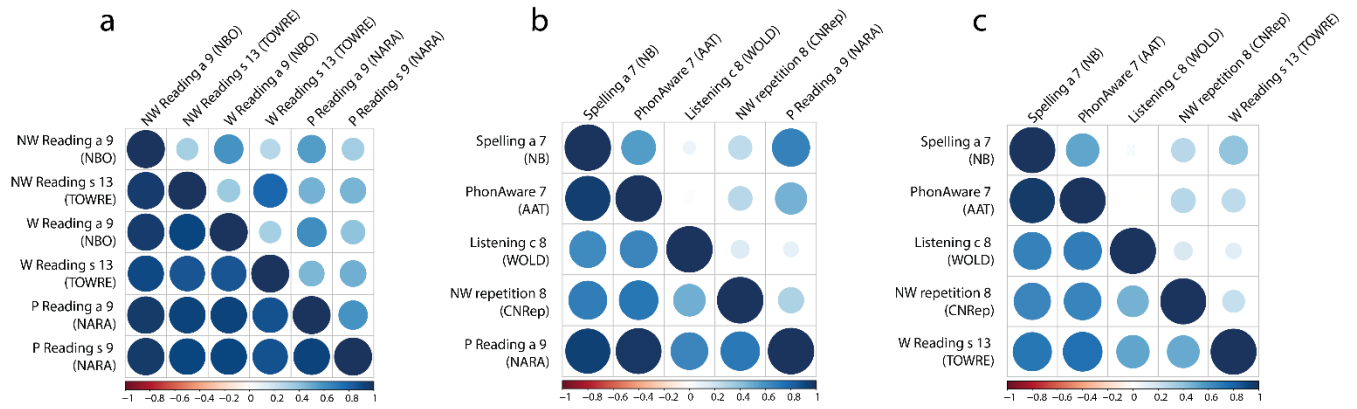 a
NW Reading a 9 (NBO)
NW Reading s 13 (TOWRE)
W Reading a 9 (NBO)
W Reading s 13 (TOWRE)
P Reading a 9 (NARA)
P Reading s 9 (NARA)
NW Reading a 9
(NBO)
NW Reading s 13
(TOWRE)
W Reading a 9
(NBO)
W Reading s 13
(TOWRE)
P Reading a 9
(NARA)
P Reading s 9
(NARA)
−1 −0.8 −0.6 −0.4 −0.2 0 0.2 0.4 0.6 0.8 1
b
Spelling a 7 (NB)
PhonAware 7 (AAT)
Listening c 8 (WOLD)
NW repetition 8 (CNRep)
P Reading a 9 (NARA)
Spelling a 7
(NB)
PhonAware 7
(AAT)
Listening c 8
(WOLD)
NW repetition 8
(CNRep)
P Reading a 9
(NARA)
−1 −0.8 −0.6 −0.4 −0.2 0 0.2 0.4 0.6 0.8 1
c
Spelling a 7 (NB)
PhonAware 7 (AAT)
Listening c 8 (WOLD)
NW repetition 8 (CNRep)
W Reading s 13 (TOWRE)
Spelling a 7
(NB)
PhonAware 7
(AAT)
Listening c 8
(WOLD)
NW repetition 8
(CNRep)
W Reading s 13
(TOWRE)
−1 −0.8 −0.6 −0.4 −0.2 0 0.2 0.4 0.6 0.8 1